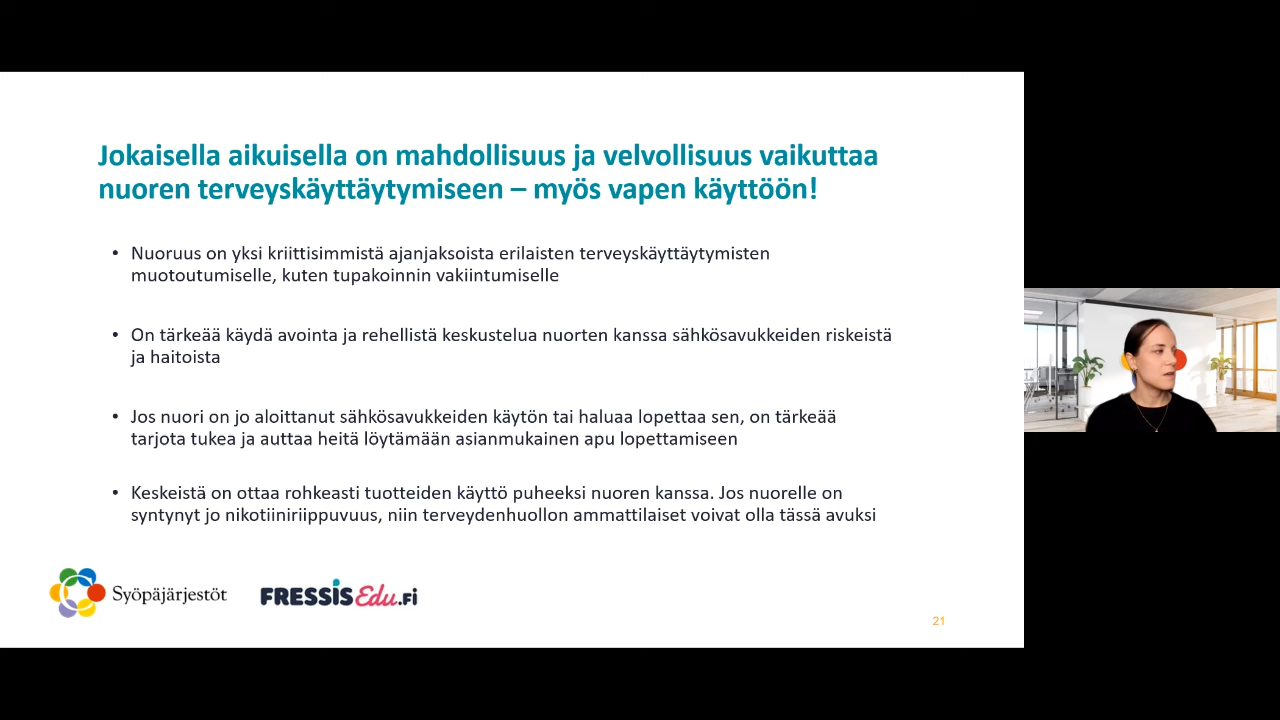 Jokaisella aikuisella on mahdollisuus ja velvollisuus vaikuttaa
nuoren terveyskäyttäytymiseen – myös vapen käyttöön!
• Nuoruus on yksi kriittisimmistä ajanjaksoista erilaisten terveyskäyttäytymisten
muotoutumiselle, kuten tupakoinnin vakiintumiselle
• On tärkeää käydä avointa ja rehellistä keskustelua nuorten kanssa sähkösavukkeiden riskeistä
ja haitoista
• Jos nuori on jo aloittanut sähkösavukkeiden käytön tai haluaa lopettaa sen, on tärkeää
tarjota tukea ja auttaa heitä löytämään asianmukainen apu lopettamiseen
• Keskeistä on ottaa rohkeasti tuotteiden käyttö puheeksi nuoren kanssa. Jos nuorelle on
syntynyt jo nikotiiniriippuvuus, niin terveydenhuollon ammattilaiset voivat olla tässä avuksi
Syöpäjärjestöt
FRESSIS Edu.FI
21